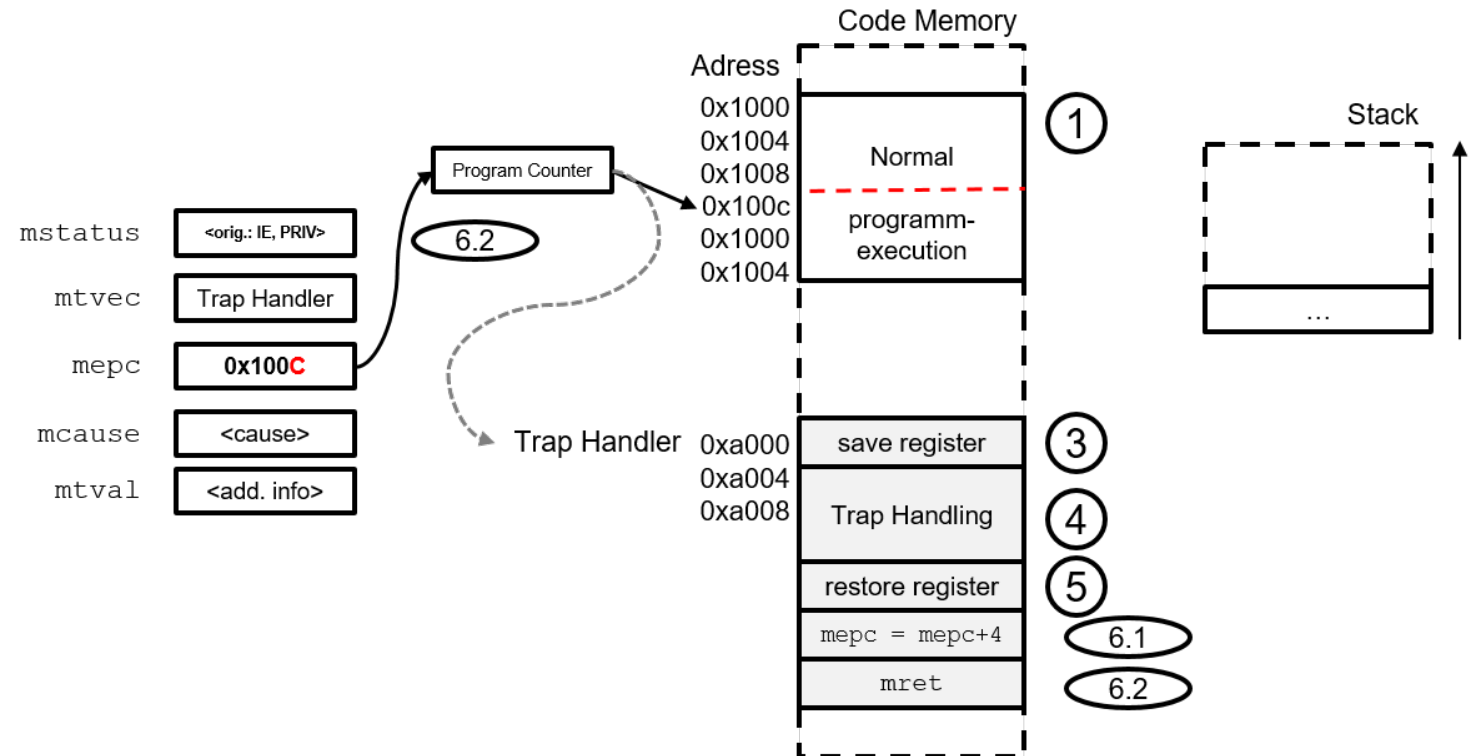 Code Memory
Adress
0x1000
0x1004
0x1008
0x100c
0x1000
0x1004
Normal
programm-
execution
1
Stack
...
Program Counter
6.2
mstatus
<orig.: IE, PRIV>
mtvec
Trap Handler
mepc
0x100C
mcause
<cause>
mtval
<add. info>
Trap Handler
0xa000
0xa004
0xa008
save register
3
Trap Handling
4
restore register
5
mepc = mepc+4
6.1
mret
6.2